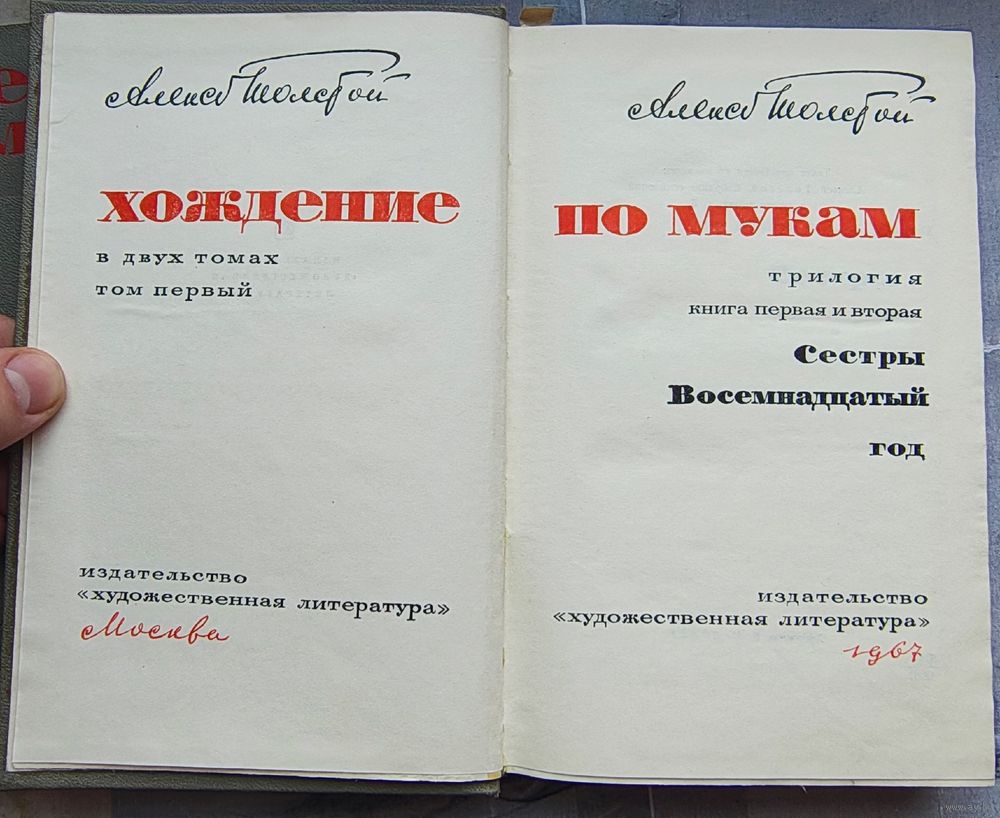 Алексей Толстой
хождение
в двух томах
том первый
издательство
«художественная литература»
Москва
Алексей Толстой
по мукам
трилогия
книга первая и вторая
Сестры
Восемнадцатый
год
издательство
«художественная литература»
1967